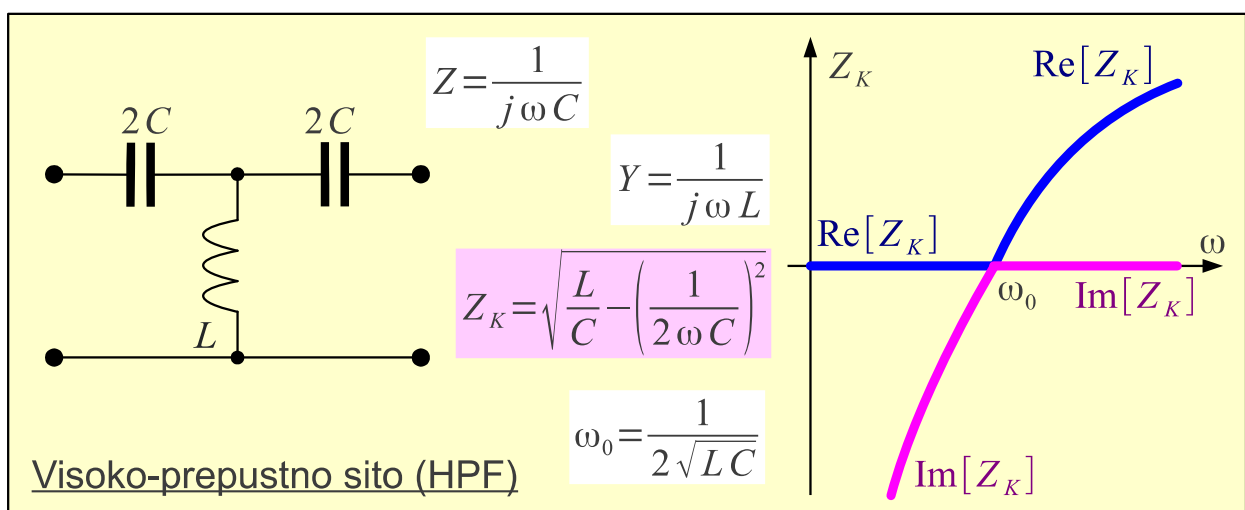 2C
2C
L
Z = 1/(jωC)
Y = 1/(jωL)
Z_K = √(L/C − (1/(2ωC))²)
ω₀ = 1/(2√(LC))
Visoko-prepustno sito (HPF)
Z_K
Re[Z_K]
Re[Z_K]
ω
ω₀
Im[Z_K]
Im[Z_K]